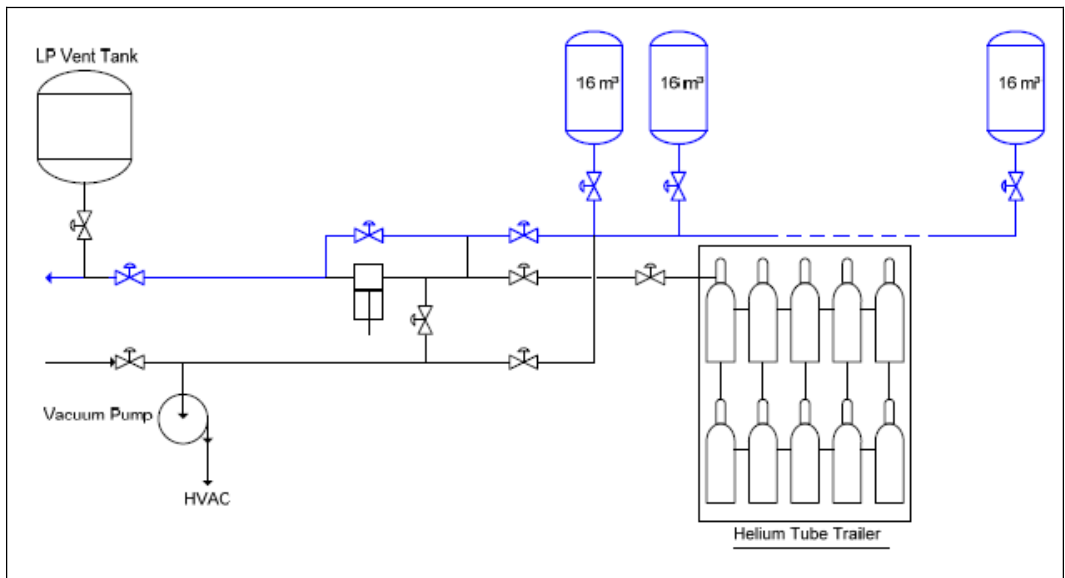 LP Vent Tank
16 m³
16 m³
16 m³
Vacuum Pump
HVAC
Helium Tube Trailer